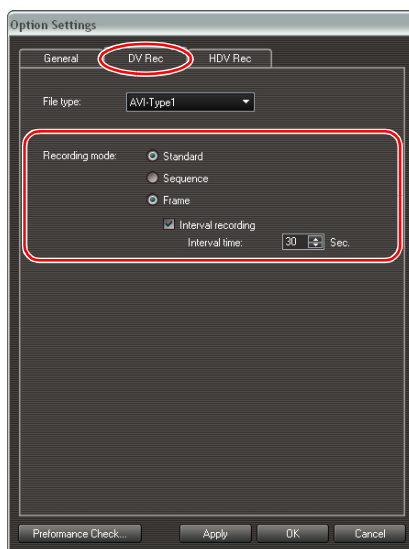 Option Settings
General DV Rec HDV Rec
File type: AVI-Type1
Recording mode: Standard
Sequence
Frame
Interval recording
Interval time: 30 Sec.
Preformance Check... Apply OK Cancel